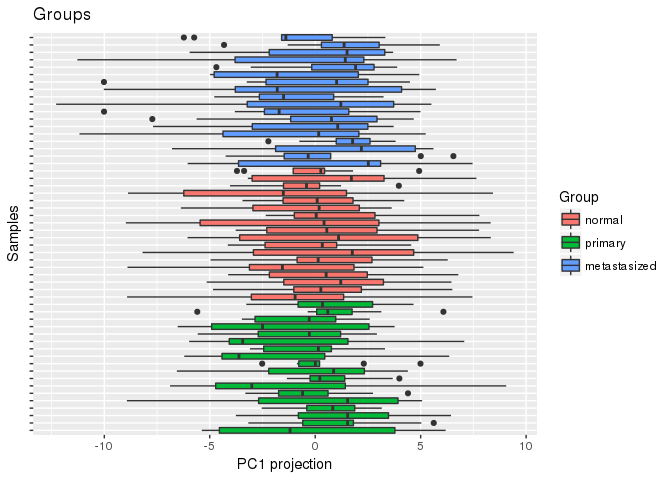 Groups
Samples
-10
-5
0
5
10
PC1 projection
Group
normal
primary
metastasized